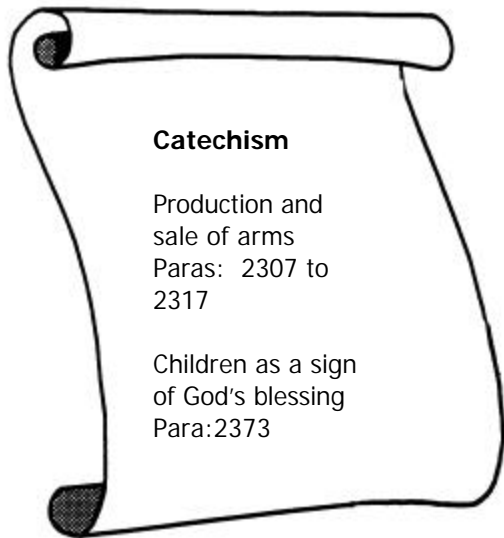 Catechism
Production and
sale of arms
Paras:  2307 to
2317
Children as a sign
of God's blessing
Para:2373